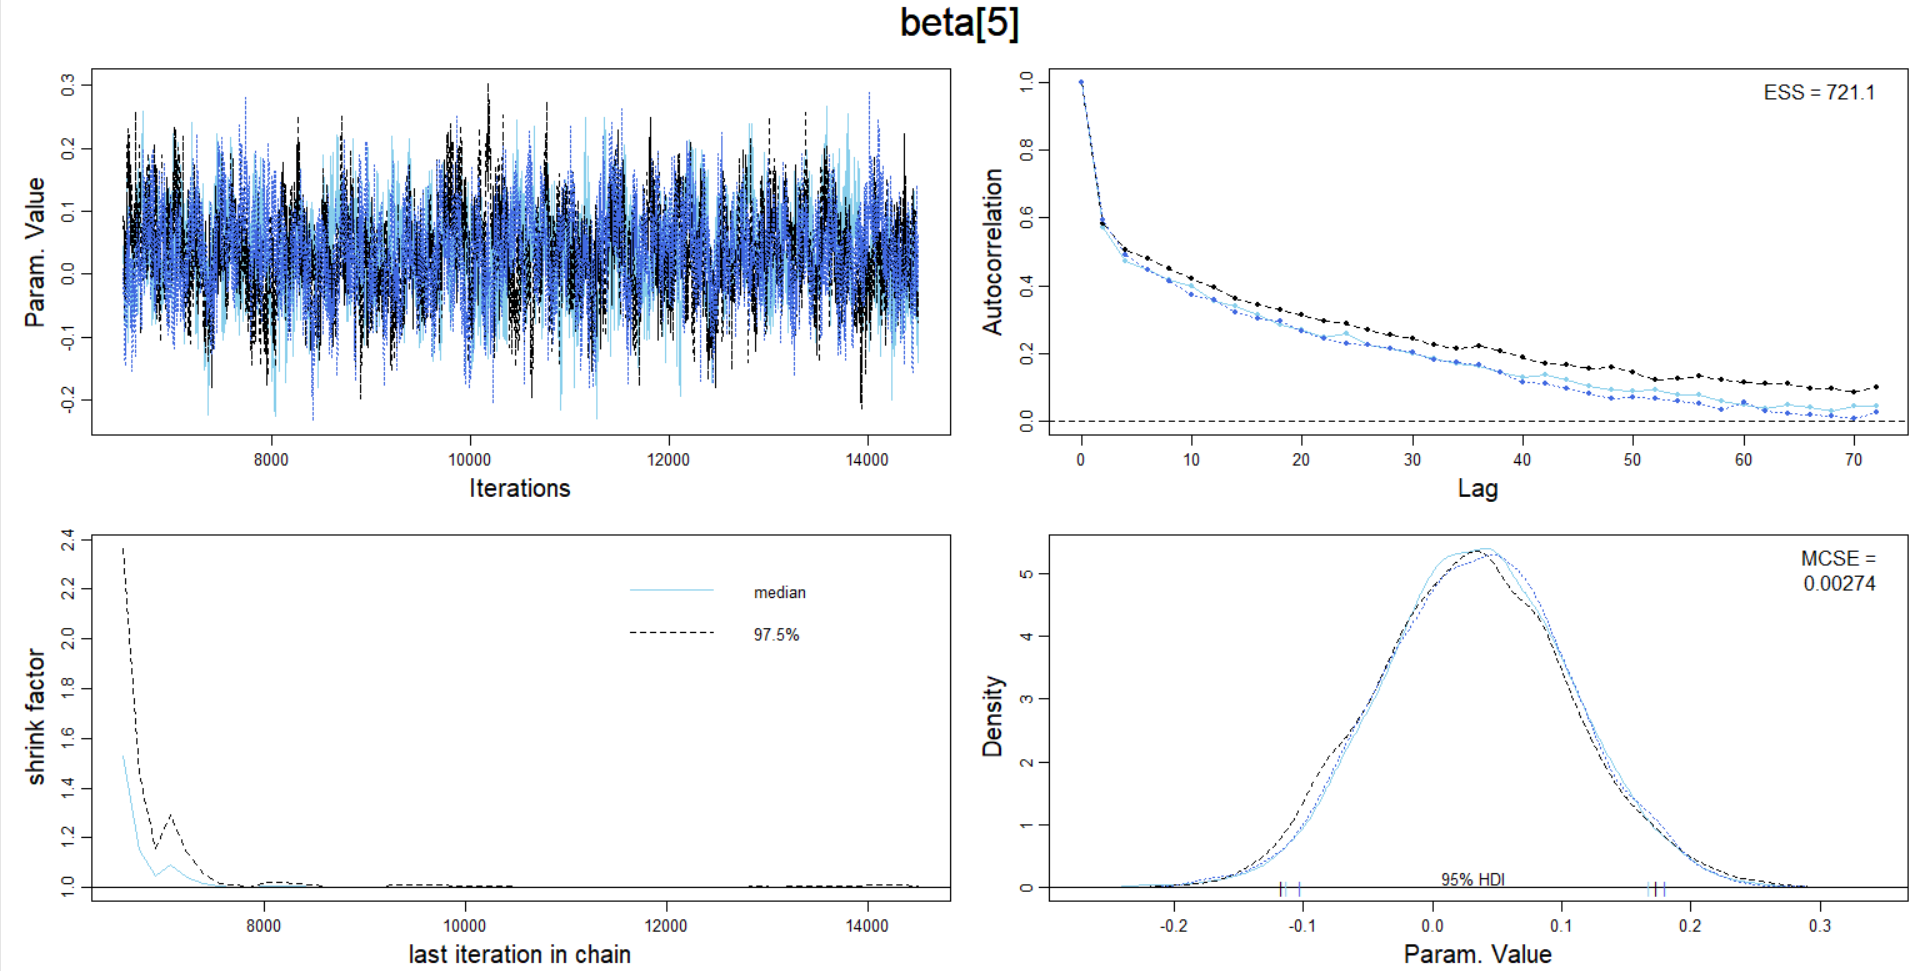 beta[5]
Param. Value
0.3
0.2
0.1
0.0
-0.1
-0.2
8000 10000 12000 14000
Iterations
Autocorrelation
1.0
0.8
0.6
0.4
0.2
0.0
ESS = 721.1
0 10 20 30 40 50 60 70
Lag
shrink factor
2.4
2.2
2.0
1.8
1.6
1.4
1.2
1.0
median
97.5%
8000 10000 12000 14000
last iteration in chain
Density
5
4
3
2
1
0
MCSE =
0.00274
95% HDI
-0.2 -0.1 0.0 0.1 0.2 0.3
Param. Value